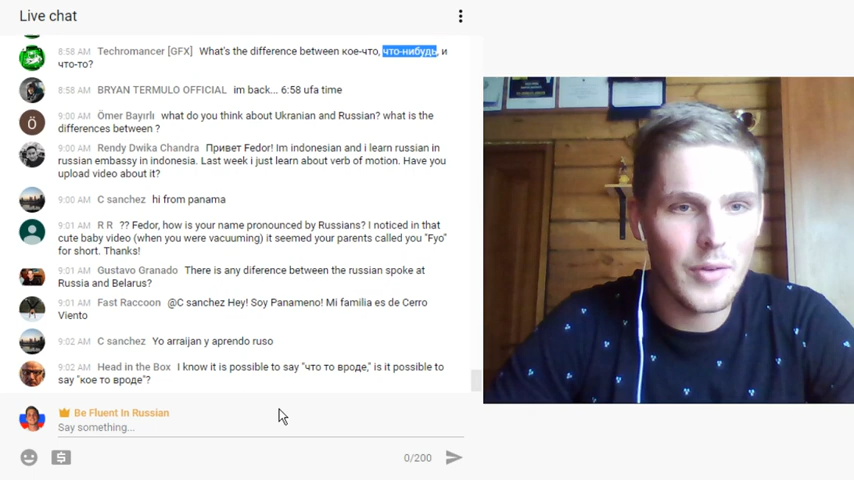 Live chat
8:58 AM Techromancer [GFX] What's the difference between кое-что, что-нибудь, и
что-то?
8:58 AM BRYAN TERMULO OFFICIAL im back... 6:58 ufa time
9:00 AM Ömer Bayırlı what do you think about Ukranian and Russian? what is the
differences between ?
9:00 AM Rendy Dwika Chandra Привет Fedor! Im indonesian and i learn russian in
russian embassy in indonesia. Last week i just learn about verb of motion. Have you
upload video about it?
9:00 AM C sanchez hi from panama
9:01 AM R R ?? Fedor, how is your name pronounced by Russians? I noticed in that
cute baby video (when you were vacuuming) it seemed your parents called you "Fyo"
for short. Thanks!
9:01 AM Gustavo Granado There is any diference between the russian spoke at
Russia and Belarus?
9:01 AM Fast Raccoon @C sanchez Hey! Soy Panameno! Mi familia es de Cerro
Viento
9:02 AM C sanchez Yo arraijan y aprendo ruso
9:02 AM Head in the Box I know it is possible to say "что то вроде," is it possible to
say "кое то вроде"?
Ö
Be Fluent In Russian
Say something...
0/200